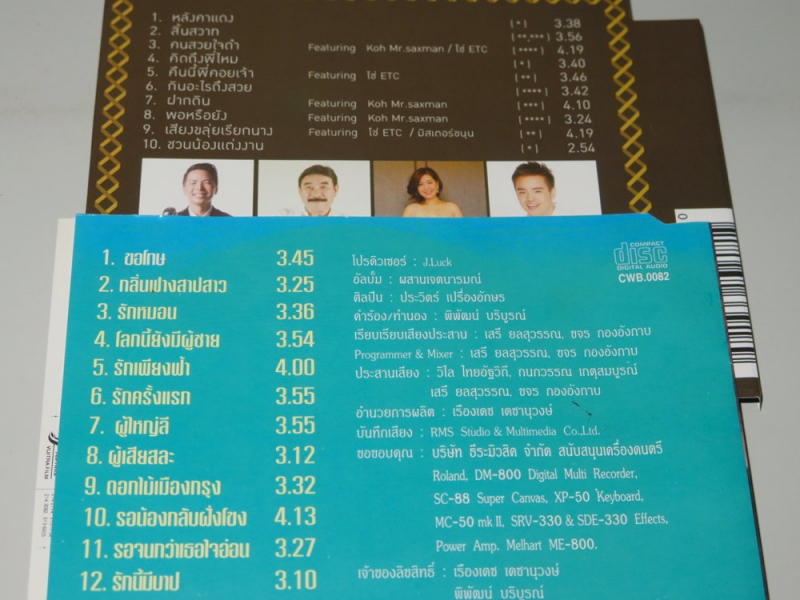 1. หลังคาแดง (*) 3.38
2. สิ้นสวาท (**,***) 3.56
3. คนสวยใจดำ Featuring Koh Mr.saxman / โซ่ ETC (****) 4.19
4. คิดถึงพี่ไหม (*) 3.40
5. คืนนี้พี่คอยเจ้า Featuring โซ่ ETC (**) 3.46
6. กินอะไรถึงสวย (****) 3.42
7. ฝากดิน Featuring Koh Mr.saxman (***) 4.10
8. พอหรือยัง Featuring Koh Mr.saxman (****) 3.24
9. เสียงขลุ่ยเรียกนาง Featuring โซ่ ETC / มิสเตอร์ขนุน (**) 4.19
10. ชวนน้องแต่งงาน (*) 2.54
1. ขอโทษ 3.45
2. กลิ่นปรางสาปสาว 3.25
3. รักหมอน 3.36
4. โลกนี้ยังมีผู้ชาย 3.54
5. รักเพียงฟ้า 4.00
6. รักครั้งแรก 3.55
7. ผู้ใหญ่ลี 3.55
8. ผู้เสียสละ 3.12
9. ดอกไม้เมืองกรุง 3.32
10. รอน้องกลับฝั่งโขง 4.13
11. รอจนกว่าเธอใจอ่อน 3.27
12. รักนี้มีบาป 3.10
โปรดิวเซอร์ : J.Luck
อัลบั้ม : ผสานเจตนารมณ์
ศิลปิน : ประวิตร์ เปรื่องอักษร
คำร้อง/ทำนอง : พิพัฒน์ บริบูรณ์
เรียบเรียงเสียงประสาน : เสรี ยลสุวรรณ, ขจร กองอังกาบ
Programmer & Mixer : เสรี ยลสุวรรณ, ขจร กองอังกาบ
ประสานเสียง : วิไล ไทยอัฐวิถี, กนกวรรณ เกตุสมบูรณ์
เสรี ยลสุวรรณ, ขจร กองอังกาบ
อำนวยการผลิต : เรืองเดช เดชานุวงษ์
บันทึกเสียง : RMS Studio & Multimedia Co.,Ltd.
ขอขอบคุณ : บริษัท ธีระมิวสิค จำกัด สนับสนุนเครื่องดนตรี
Roland, DM-800 Digital Multi Recorder,
SC-88 Super Canvas, XP-50 Keyboard,
MC-50 mk II, SRV-330 & SDE-330 Effects,
Power Amp. Melhart ME-800.
เจ้าของลิขสิทธิ์ : เรืองเดช เดชานุวงษ์
พิพัฒน์ บริบูรณ์
COMPACT
disc
DIGITAL AUDIO
CWB.0082